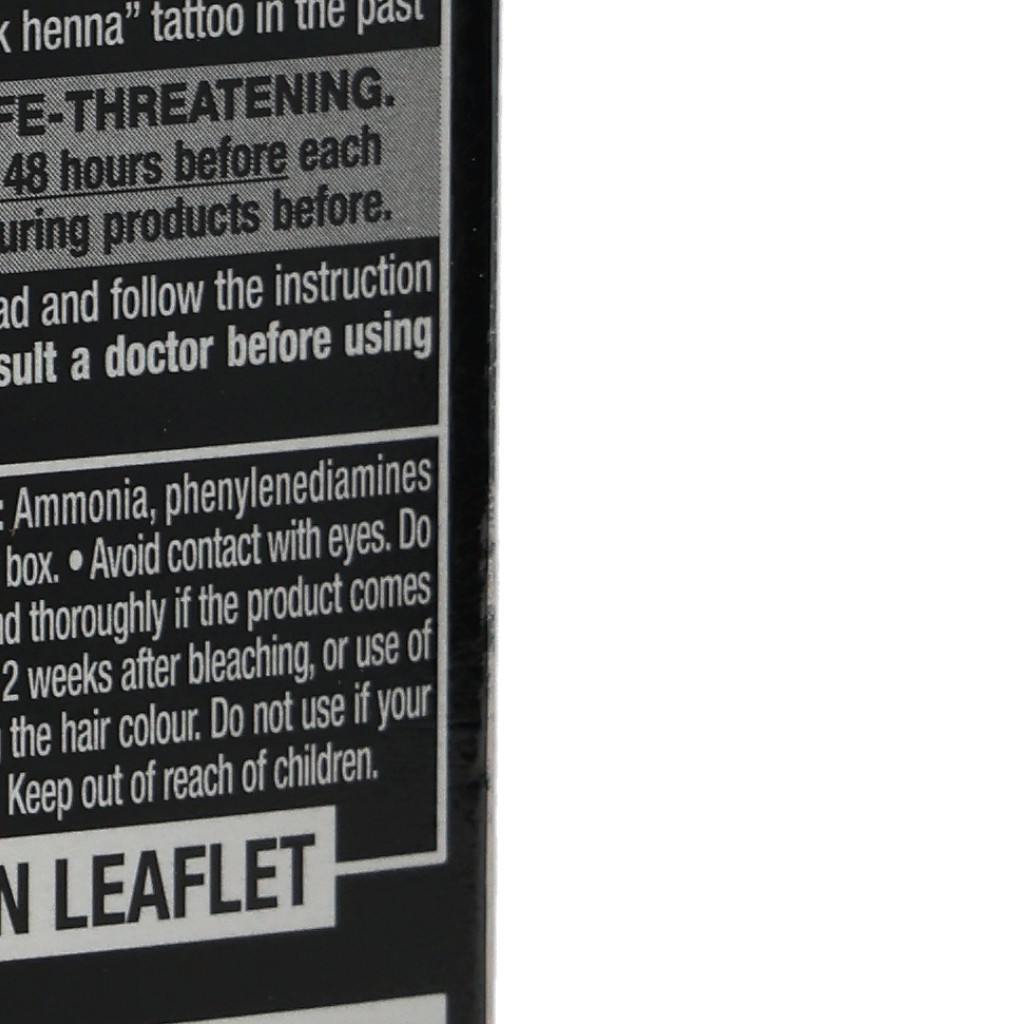 k henna” tattoo in the past
FE-THREATENING.
48 hours before each
uring products before.
ad and follow the instruction
sult a doctor before using
: Ammonia, phenylenediamines
box. • Avoid contact with eyes. Do
nd thoroughly if the product comes
2 weeks after bleaching, or use of
the hair colour. Do not use if your
Keep out of reach of children.
N LEAFLET